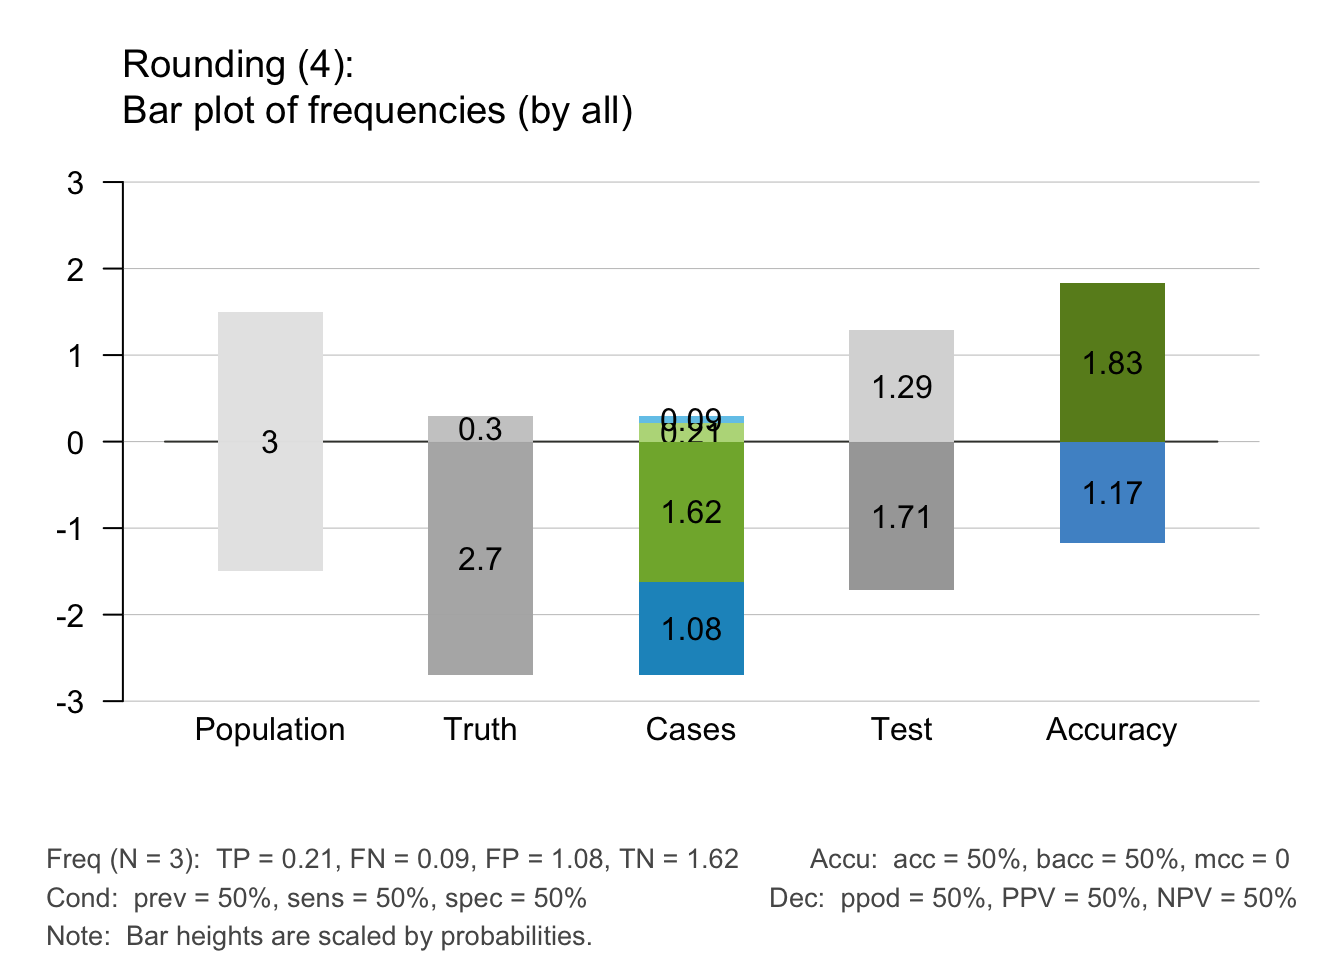 Rounding (4):
Bar plot of frequencies (by all)
3
2
1
0
-1
-2
-3
3
0.3
2.7
0.09
0.21
1.62
1.08
1.29
1.71
1.83
1.17
Population
Truth
Cases
Test
Accuracy
Freq (N = 3):  TP = 0.21, FN = 0.09, FP = 1.08, TN = 1.62
Accu:  acc = 50%, bacc = 50%, mcc = 0
Cond:  prev = 50%, sens = 50%, spec = 50%
Dec:  ppod = 50%, PPV = 50%, NPV = 50%
Note:  Bar heights are scaled by probabilities.